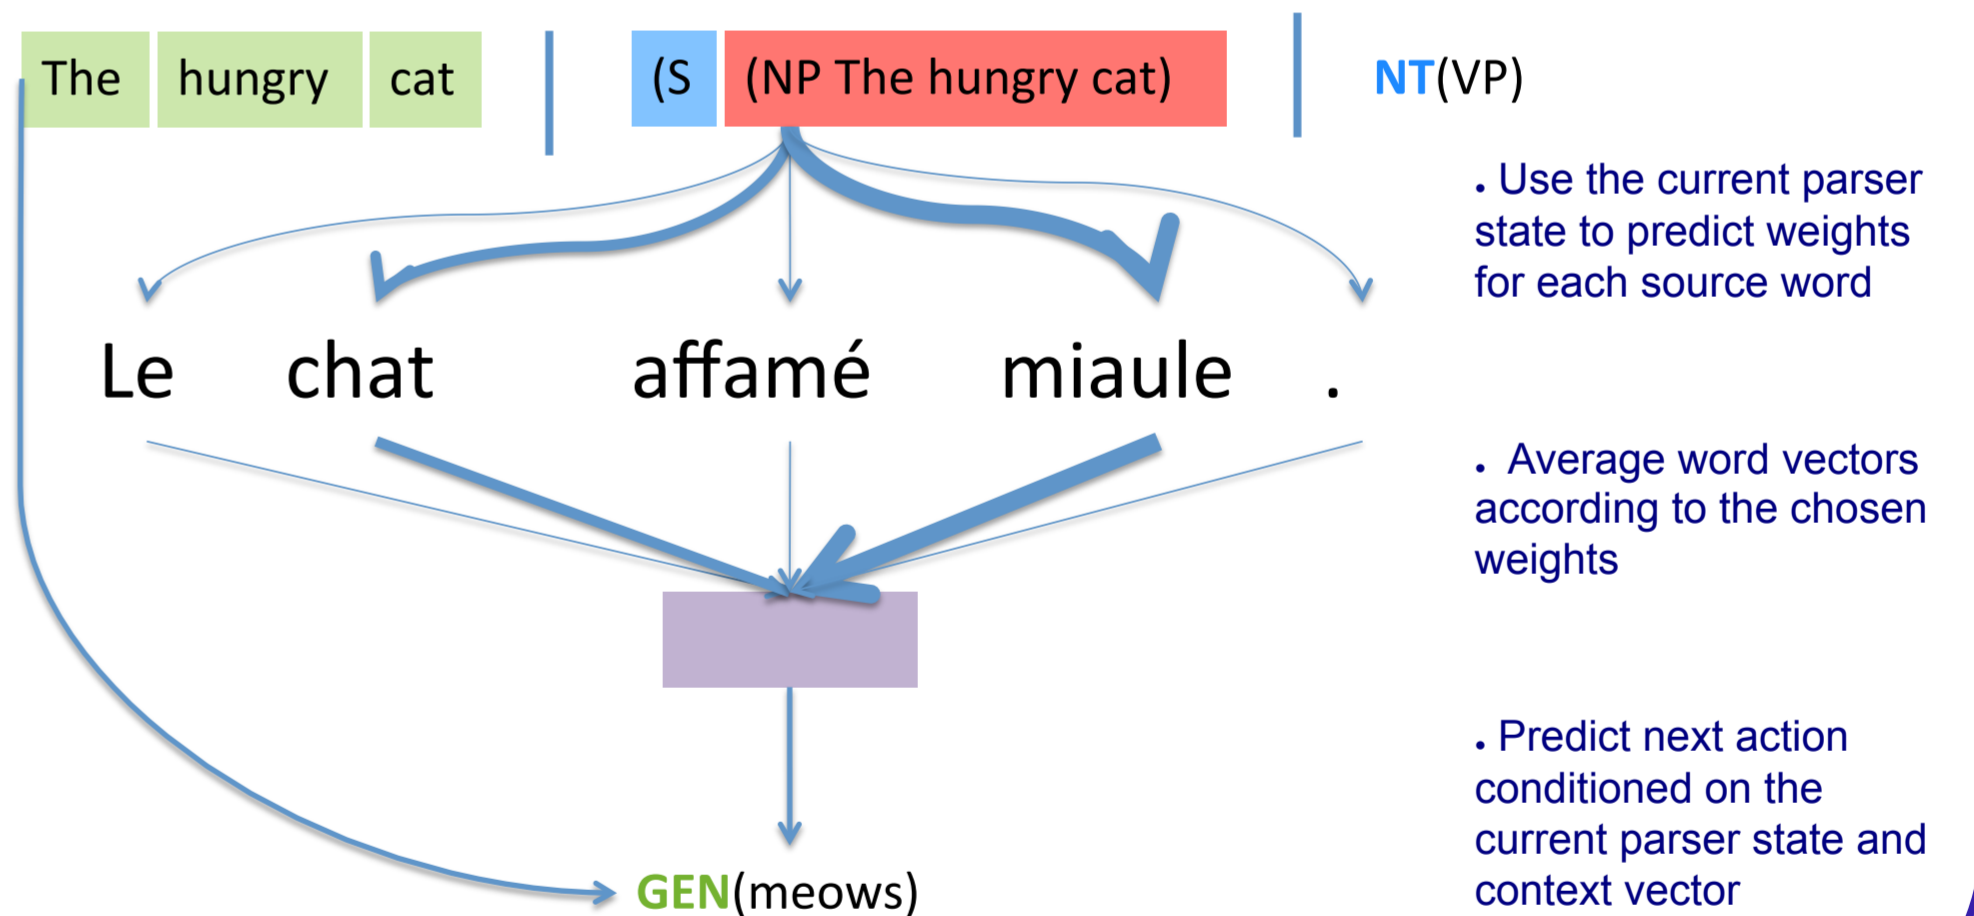 The hungry cat (S (NP The hungry cat) NT(VP)
. Use the current parser
state to predict weights
for each source word
Le chat affamé miaule .
. Average word vectors
according to the chosen
weights
. Predict next action
conditioned on the
current parser state and
context vector
GEN(meows)